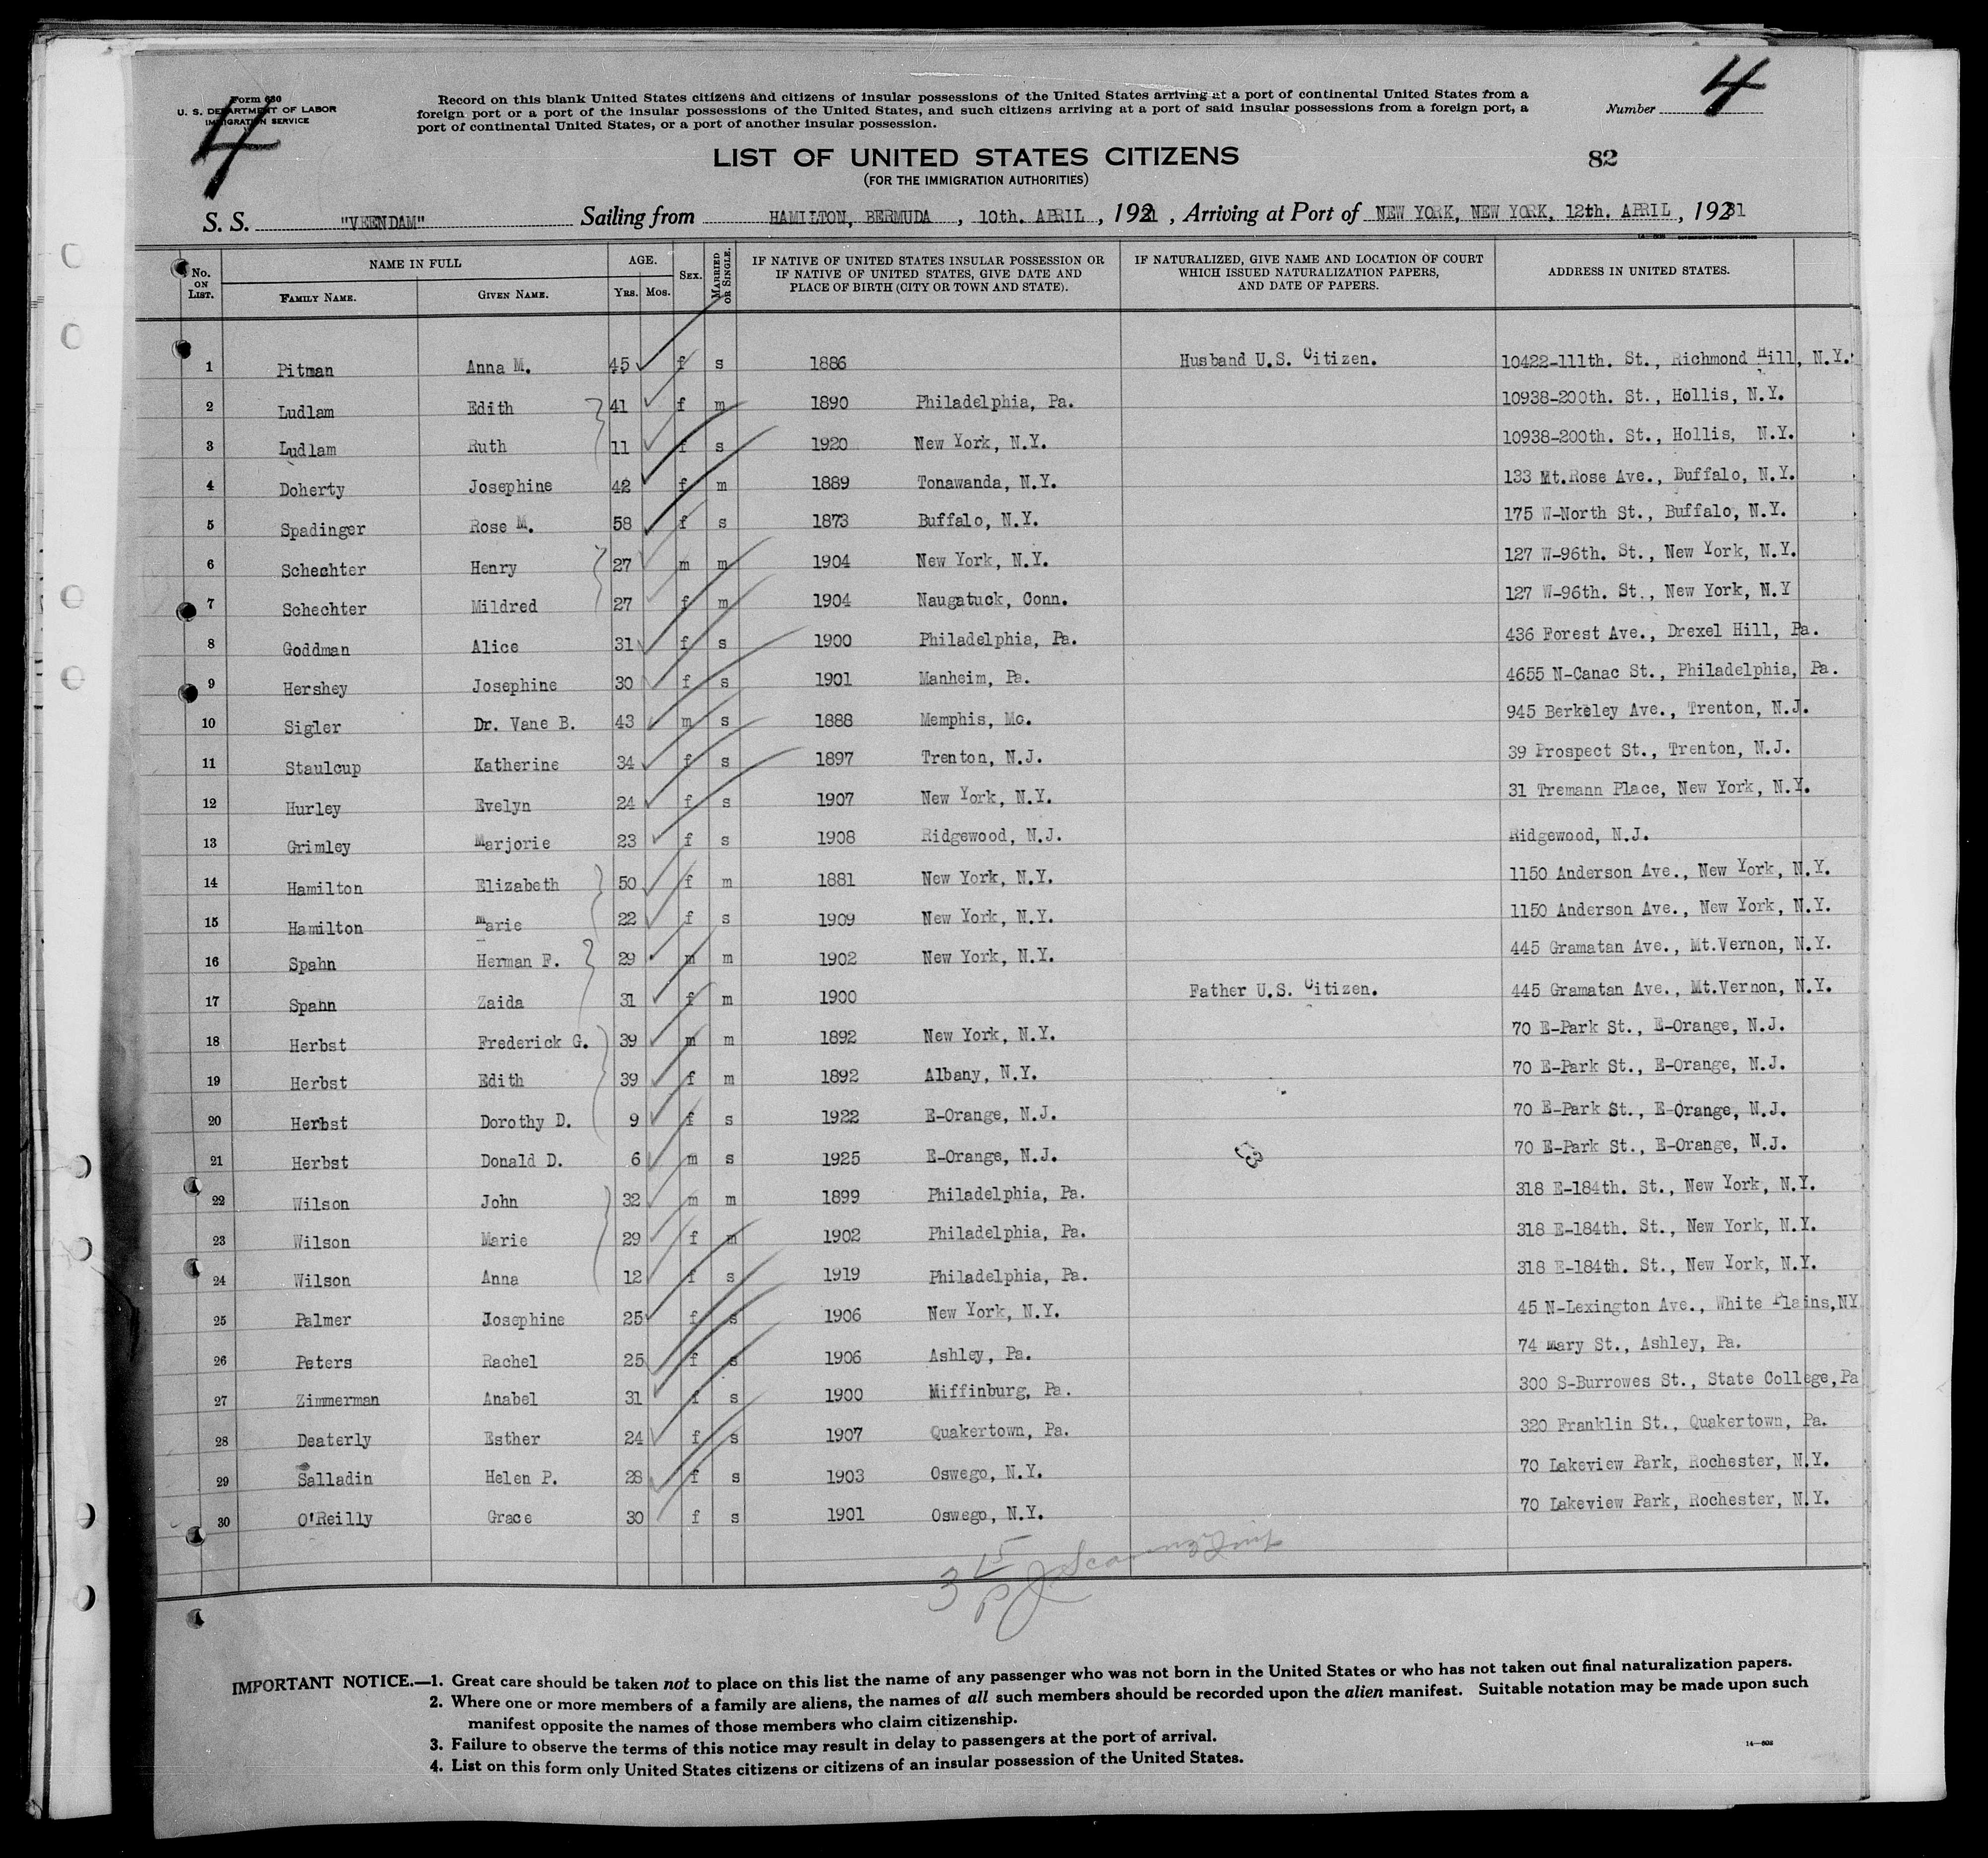 4
4
Form 630
U. S. DEPARTMENT OF LABOR
IMMIGRATION SERVICE
Record on this blank United States citizens and citizens of insular possessions of the United States arriving at a port of continental United States from a
foreign port or a port of the insular possessions of the United States, and such citizens arriving at a port of said insular possessions from a foreign port, a
port of continental United States, or a port of another insular possession.
Number
LIST OF UNITED STATES CITIZENS
(FOR THE IMMIGRATION AUTHORITIES)
82
S. S. "VEENDAM" Sailing from HAMILTON, BERMUDA, 10th. APRIL, 1931, Arriving at Port of NEW YORK, NEW YORK, 12th. APRIL, 1931
No. ON LIST. NAME IN FULL FAMILY NAME. GIVEN NAME. AGE. YRS. MOS. SEX. MARRIED OR SINGLE. IF NATIVE OF UNITED STATES INSULAR POSSESSION OR IF NATIVE OF UNITED STATES, GIVE DATE AND PLACE OF BIRTH (CITY OR TOWN AND STATE). IF NATURALIZED, GIVE NAME AND LOCATION OF COURT WHICH ISSUED NATURALIZATION PAPERS, AND DATE OF PAPERS. ADDRESS IN UNITED STATES.
1 Pitman Anna M. 45 f s 1886 Husband U.S. Citizen. 10422-111th. St., Richmond Hill, N.Y.
2 Ludlam Edith 41 f m 1890 Philadelphia, Pa. 10938-200th. St., Hollis, N.Y.
3 Ludlam Ruth 11 f s 1920 New York, N.Y. 10938-200th. St., Hollis, N.Y.
4 Doherty Josephine 42 f m 1889 Tonawanda, N.Y. 133 Mt.Rose Ave., Buffalo, N.Y.
5 Spadinger Rose M. 58 f s 1873 Buffalo, N.Y. 175 W-North St., Buffalo, N.Y.
6 Schechter Henry 27 m m 1904 New York, N.Y. 127 W-96th. St., New York, N.Y.
7 Schechter Mildred 27 f m 1904 Naugatuck, Conn. 127 W-96th. St., New York, N.Y
8 Goddman Alice 31 f s 1900 Philadelphia, Pa. 436 Forest Ave., Drexel Hill, Pa.
9 Hershey Josephine 30 f s 1901 Manheim, Pa. 4655 N-Canac St., Philadelphia, Pa.
10 Sigler Dr. Vane B. 43 m s 1888 Memphis, Mo. 945 Berkeley Ave., Trenton, N.J.
11 Staulcup Katherine 34 f s 1897 Trenton, N.J. 39 Prospect St., Trenton, N.J.
12 Hurley Evelyn 24 f s 1907 New York, N.Y. 31 Tremann Place, New York, N.Y.
13 Grimley Marjorie 23 f s 1908 Ridgewood, N.J. Ridgewood, N.J.
14 Hamilton Elizabeth 50 f m 1881 New York, N.Y. 1150 Anderson Ave., New York, N.Y.
15 Hamilton Marie 22 f s 1909 New York, N.Y. 1150 Anderson Ave., New York, N.Y.
16 Spahn Herman F. 29 m m 1902 New York, N.Y. 445 Gramatan Ave., Mt.Vernon, N.Y.
17 Spahn Zaida 31 f m 1900 Father U.S. Citizen. 445 Gramatan Ave., Mt.Vernon, N.Y.
18 Herbst Frederick G. 39 m m 1892 New York, N.Y. 70 E-Park St., E-Orange, N.J.
19 Herbst Edith 39 f m 1892 Albany, N.Y. 70 E-Park St., E-Orange, N.J.
20 Herbst Dorothy D. 9 f s 1922 E-Orange, N.J. 70 E-Park St., E-Orange, N.J.
21 Herbst Donald D. 6 m s 1925 E-Orange, N.J. 70 E-Park St., E-Orange, N.J.
22 Wilson John 32 m m 1899 Philadelphia, Pa. 318 E-184th. St., New York, N.Y.
23 Wilson Marie 29 f m 1902 Philadelphia, Pa. 318 E-184th. St., New York, N.Y.
24 Wilson Anna 12 f s 1919 Philadelphia, Pa. 318 E-184th. St., New York, N.Y.
25 Palmer Josephine 25 f s 1906 New York, N.Y. 45 N-Lexington Ave., White Plains,NY
26 Peters Rachel 25 f s 1906 Ashley, Pa. 74 Mary St., Ashley, Pa.
27 Zimmerman Anabel 31 f s 1900 Miffinburg, Pa. 300 S-Burrowes St., State College,Pa
28 Deaterly Esther 24 f s 1907 Quakertown, Pa. 320 Franklin St., Quakertown, Pa.
29 Salladin Helen P. 28 f s 1903 Oswego, N.Y. 70 Lakeview Park, Rochester, N.Y.
30 O'Reilly Grace 30 f s 1901 Oswego, N.Y. 70 Lakeview Park, Rochester, N.Y.
IMPORTANT NOTICE.—1. Great care should be taken not to place on this list the name of any passenger who was not born in the United States or who has not taken out final naturalization papers.
2. Where one or more members of a family are aliens, the names of all such members should be recorded upon the alien manifest. Suitable notation may be made upon such
manifest opposite the names of those members who claim citizenship.
3. Failure to observe the terms of this notice may result in delay to passengers at the port of arrival.
4. List on this form only United States citizens or citizens of an insular possession of the United States.